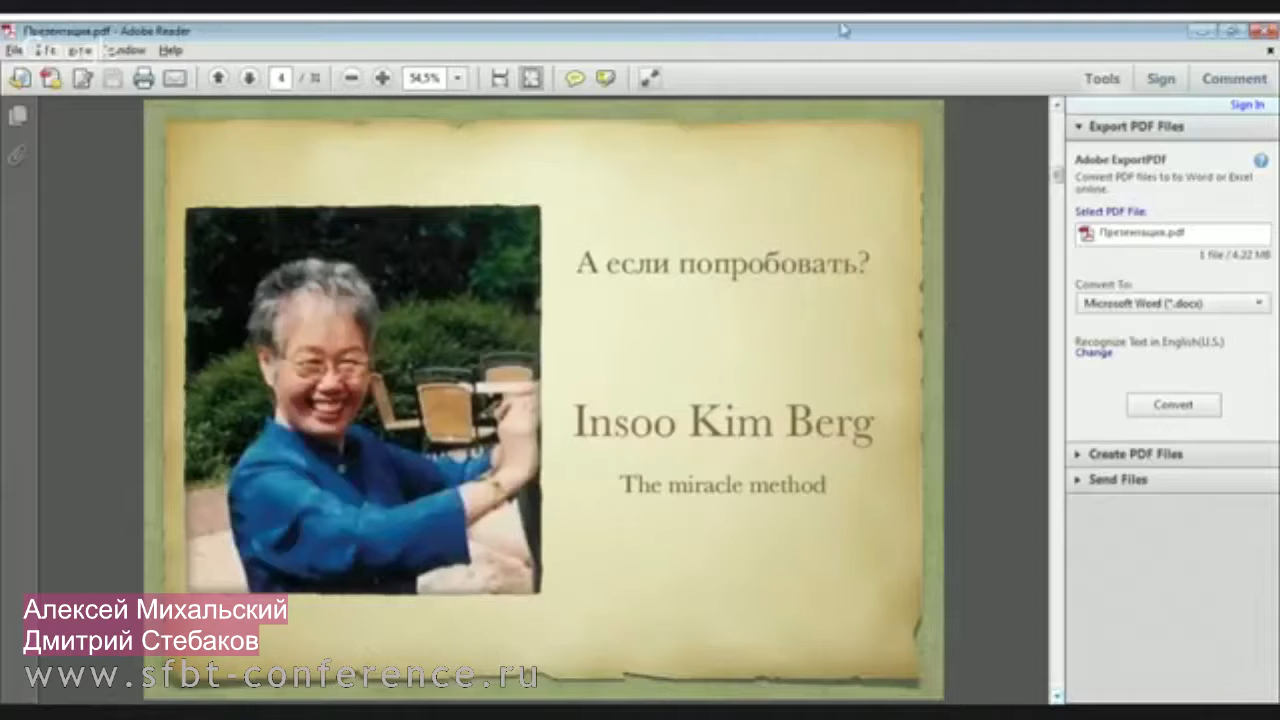 Презентация.pdf - Adobe Reader
File
Window
Help
4 / 31
54,5%
Tools
Sign
Comment
Sign In
Export PDF Files
Adobe ExportPDF
Convert PDF files to to Word or Excel
online.
Select PDF File:
Презентация.pdf
1 file / 4.22 MB
Convert To:
Microsoft Word (*.docx)
Recognize Text in English(U.S.)
Change
Convert
Create PDF Files
Send Files
А если попробовать?
Insoo Kim Berg
The miracle method
Алексей Михальский
Дмитрий Стебаков
www.sfbt-conference.ru